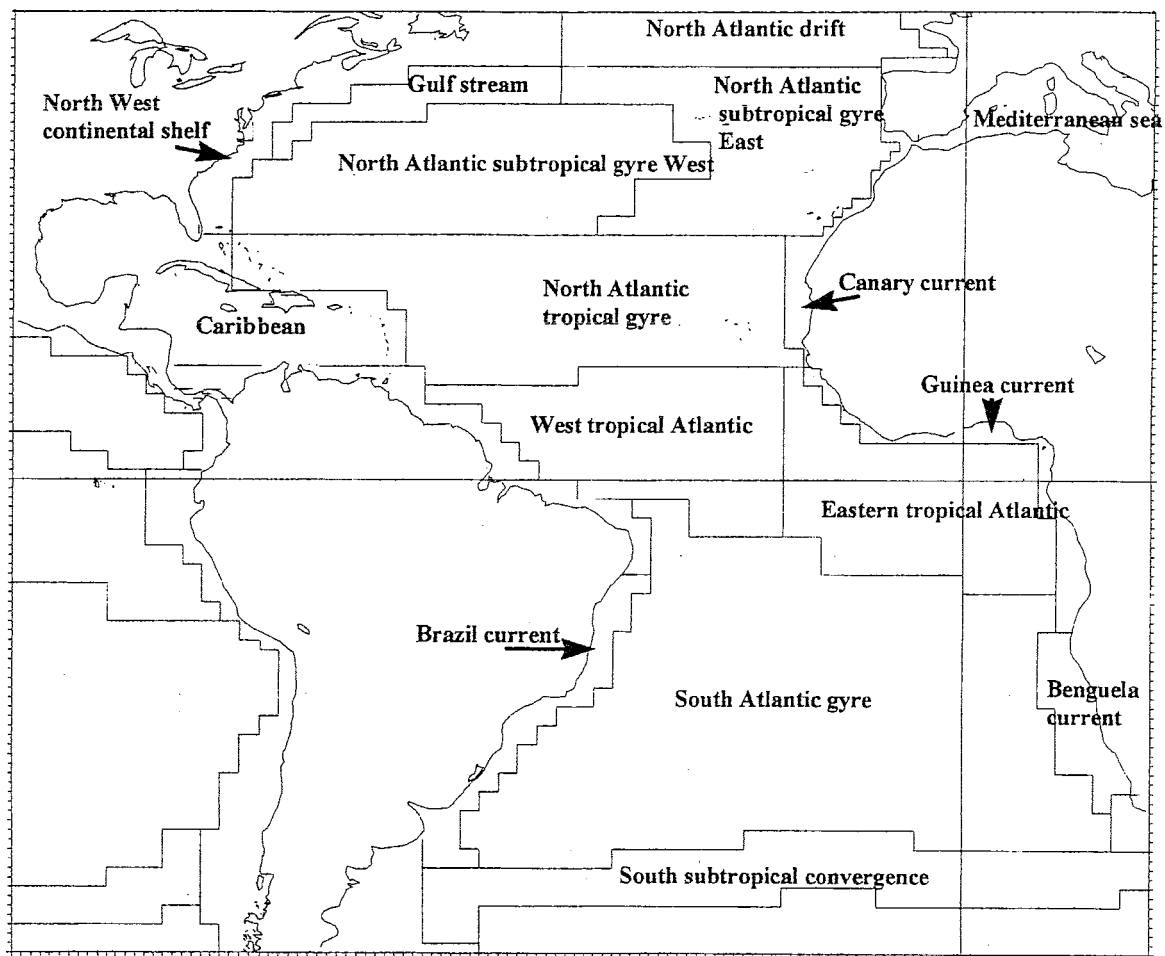 North Atlantic drift
Gulf stream
North Atlantic
subtropical gyre
East
North West
continental shelf
Mediterranean sea
North Atlantic subtropical gyre West
North Atlantic
tropical gyre
Canary current
Caribbean
Guinea current
West tropical Atlantic
Eastern tropical Atlantic
Brazil current
South Atlantic gyre
Benguela
current
South subtropical convergence